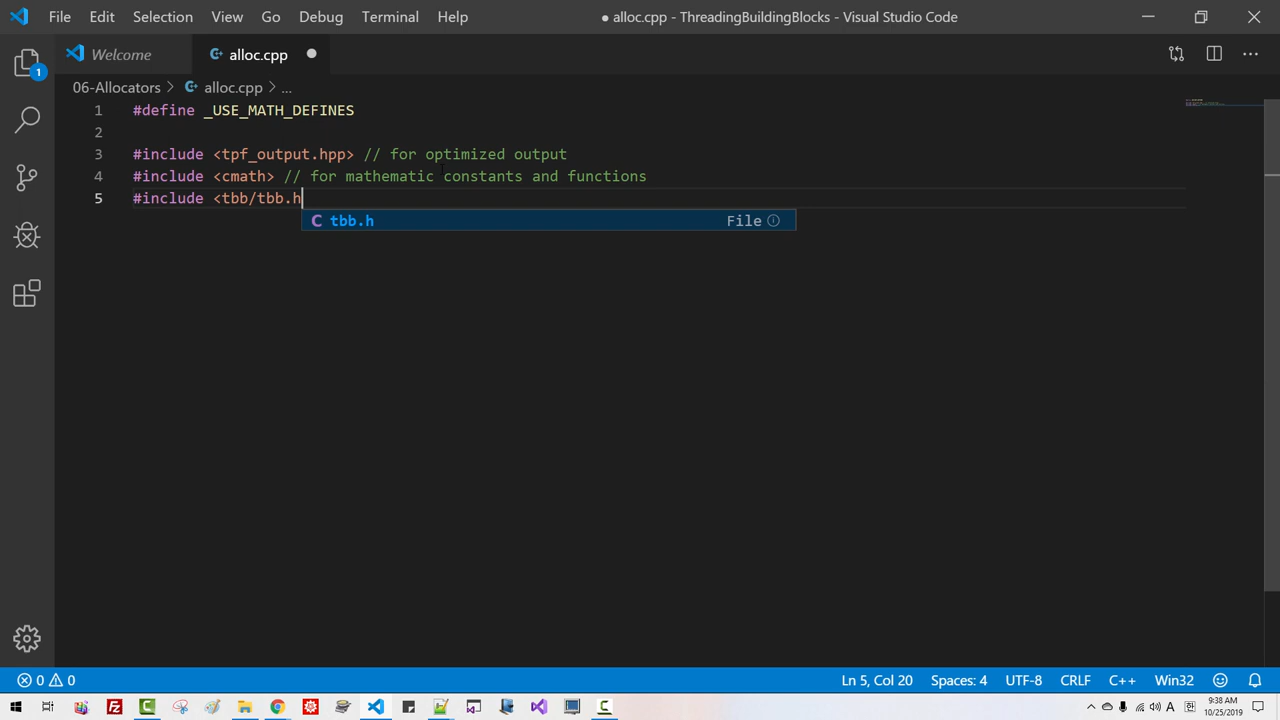 File Edit Selection View Go Debug Terminal Help
● alloc.cpp - ThreadingBuildingBlocks - Visual Studio Code
Welcome
alloc.cpp
1
06-Allocators > alloc.cpp > ...
1 #define _USE_MATH_DEFINES
2
3 #include <tpf_output.hpp> // for optimized output
4 #include <cmath> // for mathematic constants and functions
5 #include <tbb/tbb.h
C tbb.h File
0 0
Ln 5, Col 20 Spaces: 4 UTF-8 CRLF C++ Win32
A
9:38 AM
10/25/2019